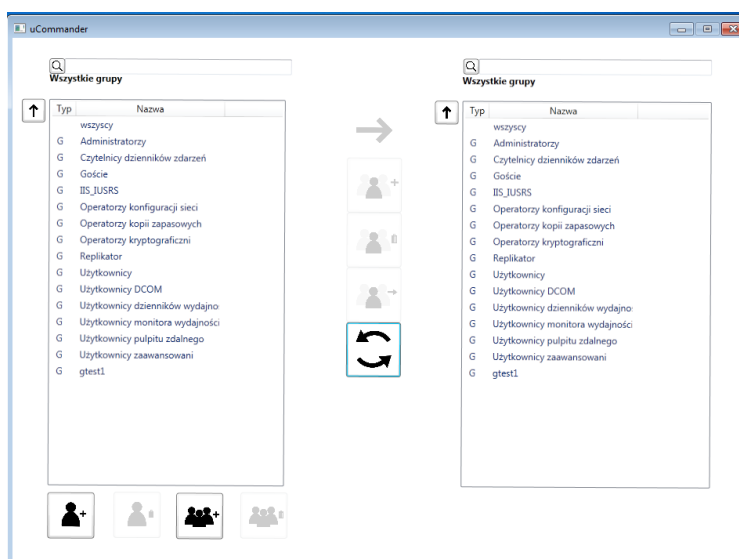 uCommander
Wszystkie grupy
Typ Nazwa
wszyscy
G Administratorzy
G Czytelnicy dzienników zdarzeń
G Goście
G IIS_IUSRS
G Operatorzy konfiguracji sieci
G Operatorzy kopii zapasowych
G Operatorzy kryptograficzni
G Replikator
G Użytkownicy
G Użytkownicy DCOM
G Użytkownicy dzienników wydajno
G Użytkownicy monitora wydajności
G Użytkownicy pulpitu zdalnego
G Użytkownicy zaawansowani
G gtest1
Wszystkie grupy
Typ Nazwa
wszyscy
G Administratorzy
G Czytelnicy dzienników zdarzeń
G Goście
G IIS_IUSRS
G Operatorzy konfiguracji sieci
G Operatorzy kopii zapasowych
G Operatorzy kryptograficzni
G Replikator
G Użytkownicy
G Użytkownicy DCOM
G Użytkownicy dzienników wydajno
G Użytkownicy monitora wydajności
G Użytkownicy pulpitu zdalnego
G Użytkownicy zaawansowani
G gtest1